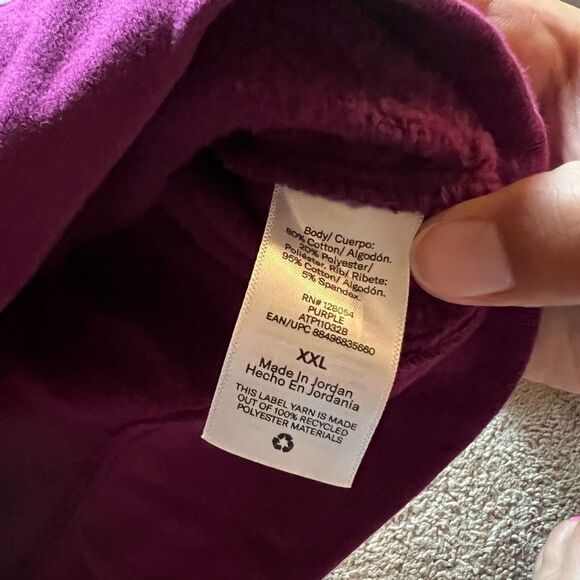 Body/ Cuerpo:
80% Cotton/ Algodón.
20% Polyester/
Poliéster. Rib/ Ribete:
95% Cotton/ Algodón.
5% Spandex.
RN# 128054
PURPLE
ATP11032B
EAN/UPC 88496835660
XXL
Made In Jordan
Hecho En Jordania
THIS LABEL YARN IS MADE
OUT OF 100% RECYCLED
POLYESTER MATERIALS